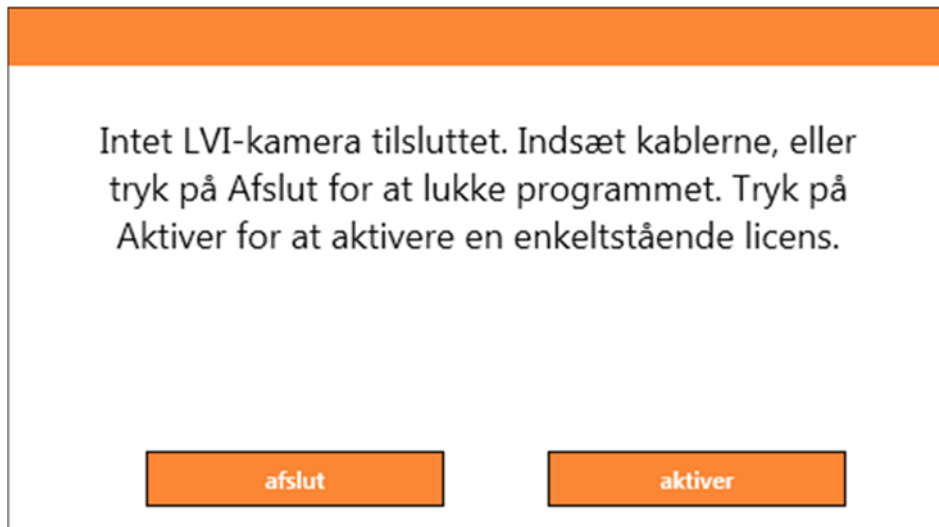 Intet LVI-kamera tilsluttet. Indsæt kablerne, eller
tryk på Afslut for at lukke programmet. Tryk på
Aktiver for at aktivere en enkeltstående licens.
afslut
aktiver